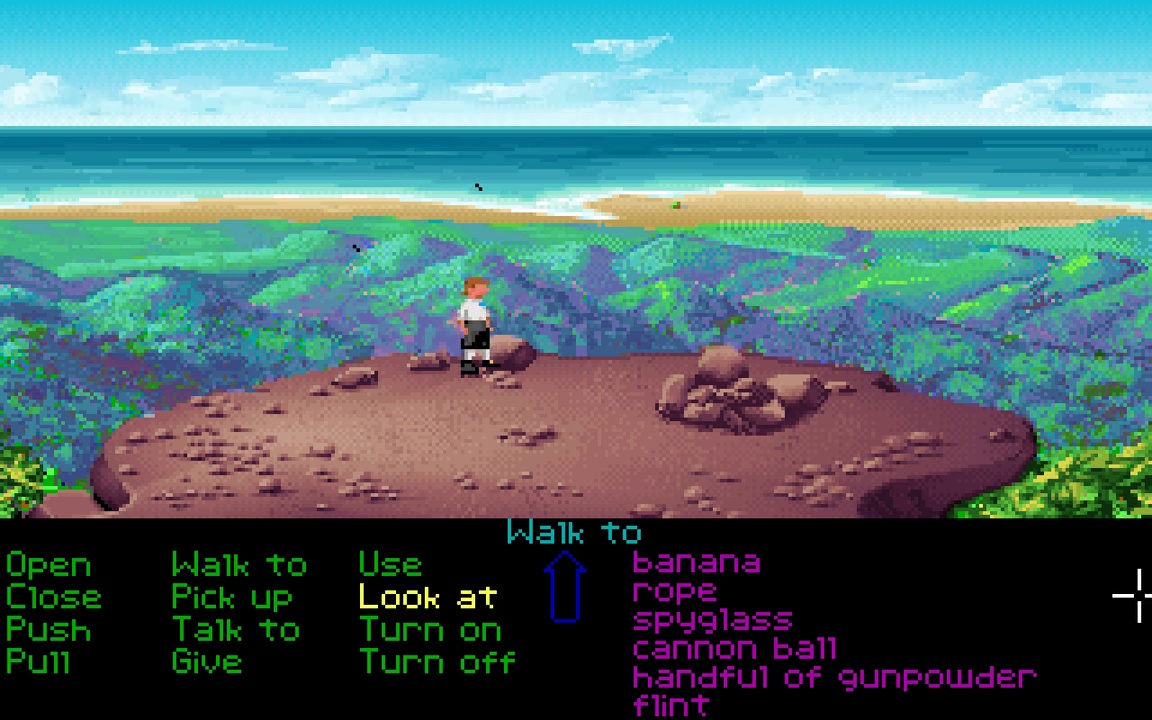 Walk to
Open Walk to Use
Close Pick up Look at
Push Talk to Turn on
Pull Give Turn off
banana
rope
spyglass
cannon ball
handful of gunpowder
flint